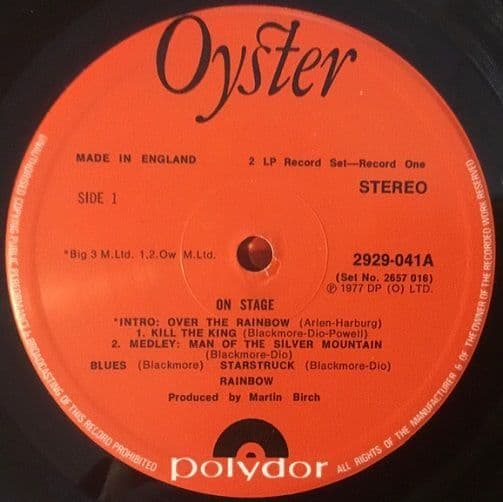 Oyster
MADE IN ENGLAND
2 LP Record Set—Record One
SIDE 1
STEREO
*Big 3 M.Ltd. 1,2.Ow M.Ltd.
2929-041A
(Set No. 2657 016)
℗ 1977 DP (O) LTD.
ON STAGE
*INTRO: OVER THE RAINBOW (Arlen-Harburg)
1. KILL THE KING (Blackmore-Dio-Powell)
2. MEDLEY: MAN OF THE SILVER MOUNTAIN
(Blackmore-Dio)
BLUES (Blackmore) STARSTRUCK (Blackmore-Dio)
RAINBOW
Produced by Martin Birch
polydor
ALL RIGHTS OF THE MANUFACTURER & OF THE OWNER OF THE RECORDED WORK RESERVED
UNAUTHORISED COPYING PUBLIC PERFORMANCE & BROADCASTING OF THIS RECORD PROHIBITED